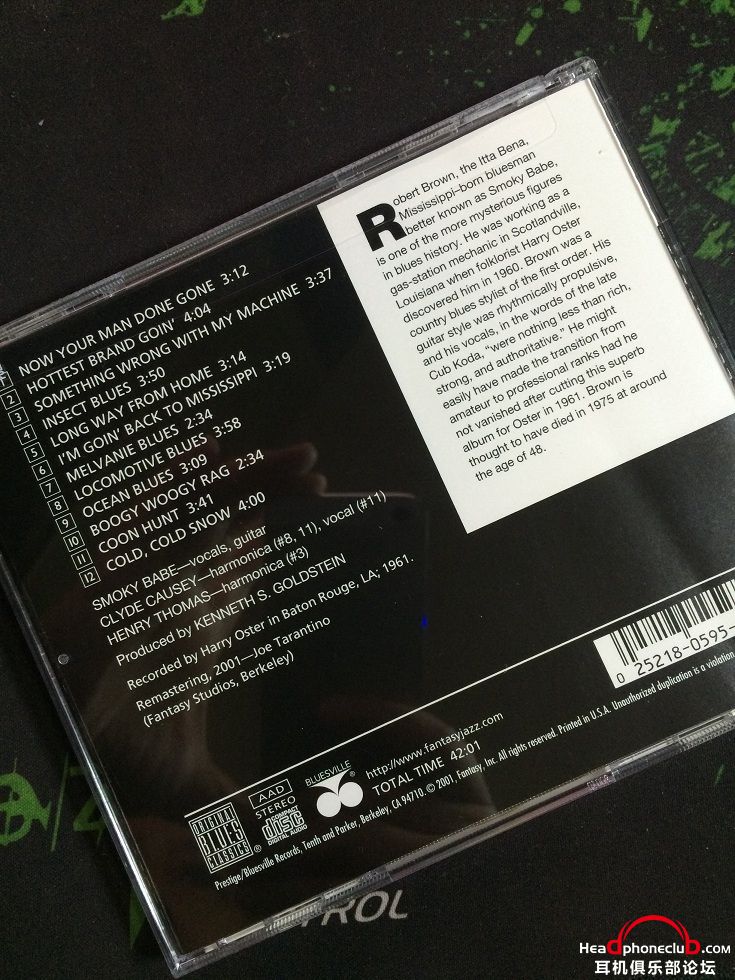 Robert Brown, the Itta Bena,
Mississippi–born bluesman
better known as Smoky Babe,
is one of the more mysterious figures
in blues history. He was working as a
gas-station mechanic in Scotlandville,
Louisiana when folklorist Harry Oster
discovered him in 1960. Brown was a
country blues stylist of the first order. His
guitar style was rhythmically propulsive,
and his vocals, in the words of the late
Cub Koda, “were nothing less than rich,
strong, and authoritative.” He might
easily have made the transition from
amateur to professional ranks had he
not vanished after cutting this superb
album for Oster in 1961. Brown is
thought to have died in 1975 at around
the age of 48.
NOW YOUR MAN DONE GONE 3:12
2 HOTTEST BRAND GOIN’ 4:04
3 SOMETHING WRONG WITH MY MACHINE 3:37
4 INSECT BLUES 3:50
5 LONG WAY FROM HOME 3:14
6 I’M GOIN’ BACK TO MISSISSIPPI 3:19
7 MELVANIE BLUES 2:34
8 LOCOMOTIVE BLUES 3:58
9 OCEAN BLUES 3:09
10 BOOGY WOOGY RAG 2:34
11 COON HUNT 3:41
12 COLD, COLD SNOW 4:00
SMOKY BABE—vocals, guitar
CLYDE CAUSEY—harmonica (#8, 11), vocal (#11)
HENRY THOMAS—harmonica (#3)
Produced by KENNETH S. GOLDSTEIN
Recorded by Harry Oster in Baton Rouge, LA; 1961.
Remastering, 2001—Joe Tarantino
(Fantasy Studios, Berkeley)
0 25218-0595-
ORIGINAL
BLUES
CLASSICS
®
AAD
STEREO
COMPACT
disc
DIGITAL AUDIO
BLUESVILLE
http://www.fantasyjazz.com
TOTAL TIME 42:01
Prestige/Bluesville Records, Tenth and Parker, Berkeley, CA 94710. © 2001, Fantasy, Inc. All rights reserved. Printed in U.S.A. Unauthorized duplication is a violation
TROL
Headphoneclub.com
耳机俱乐部论坛